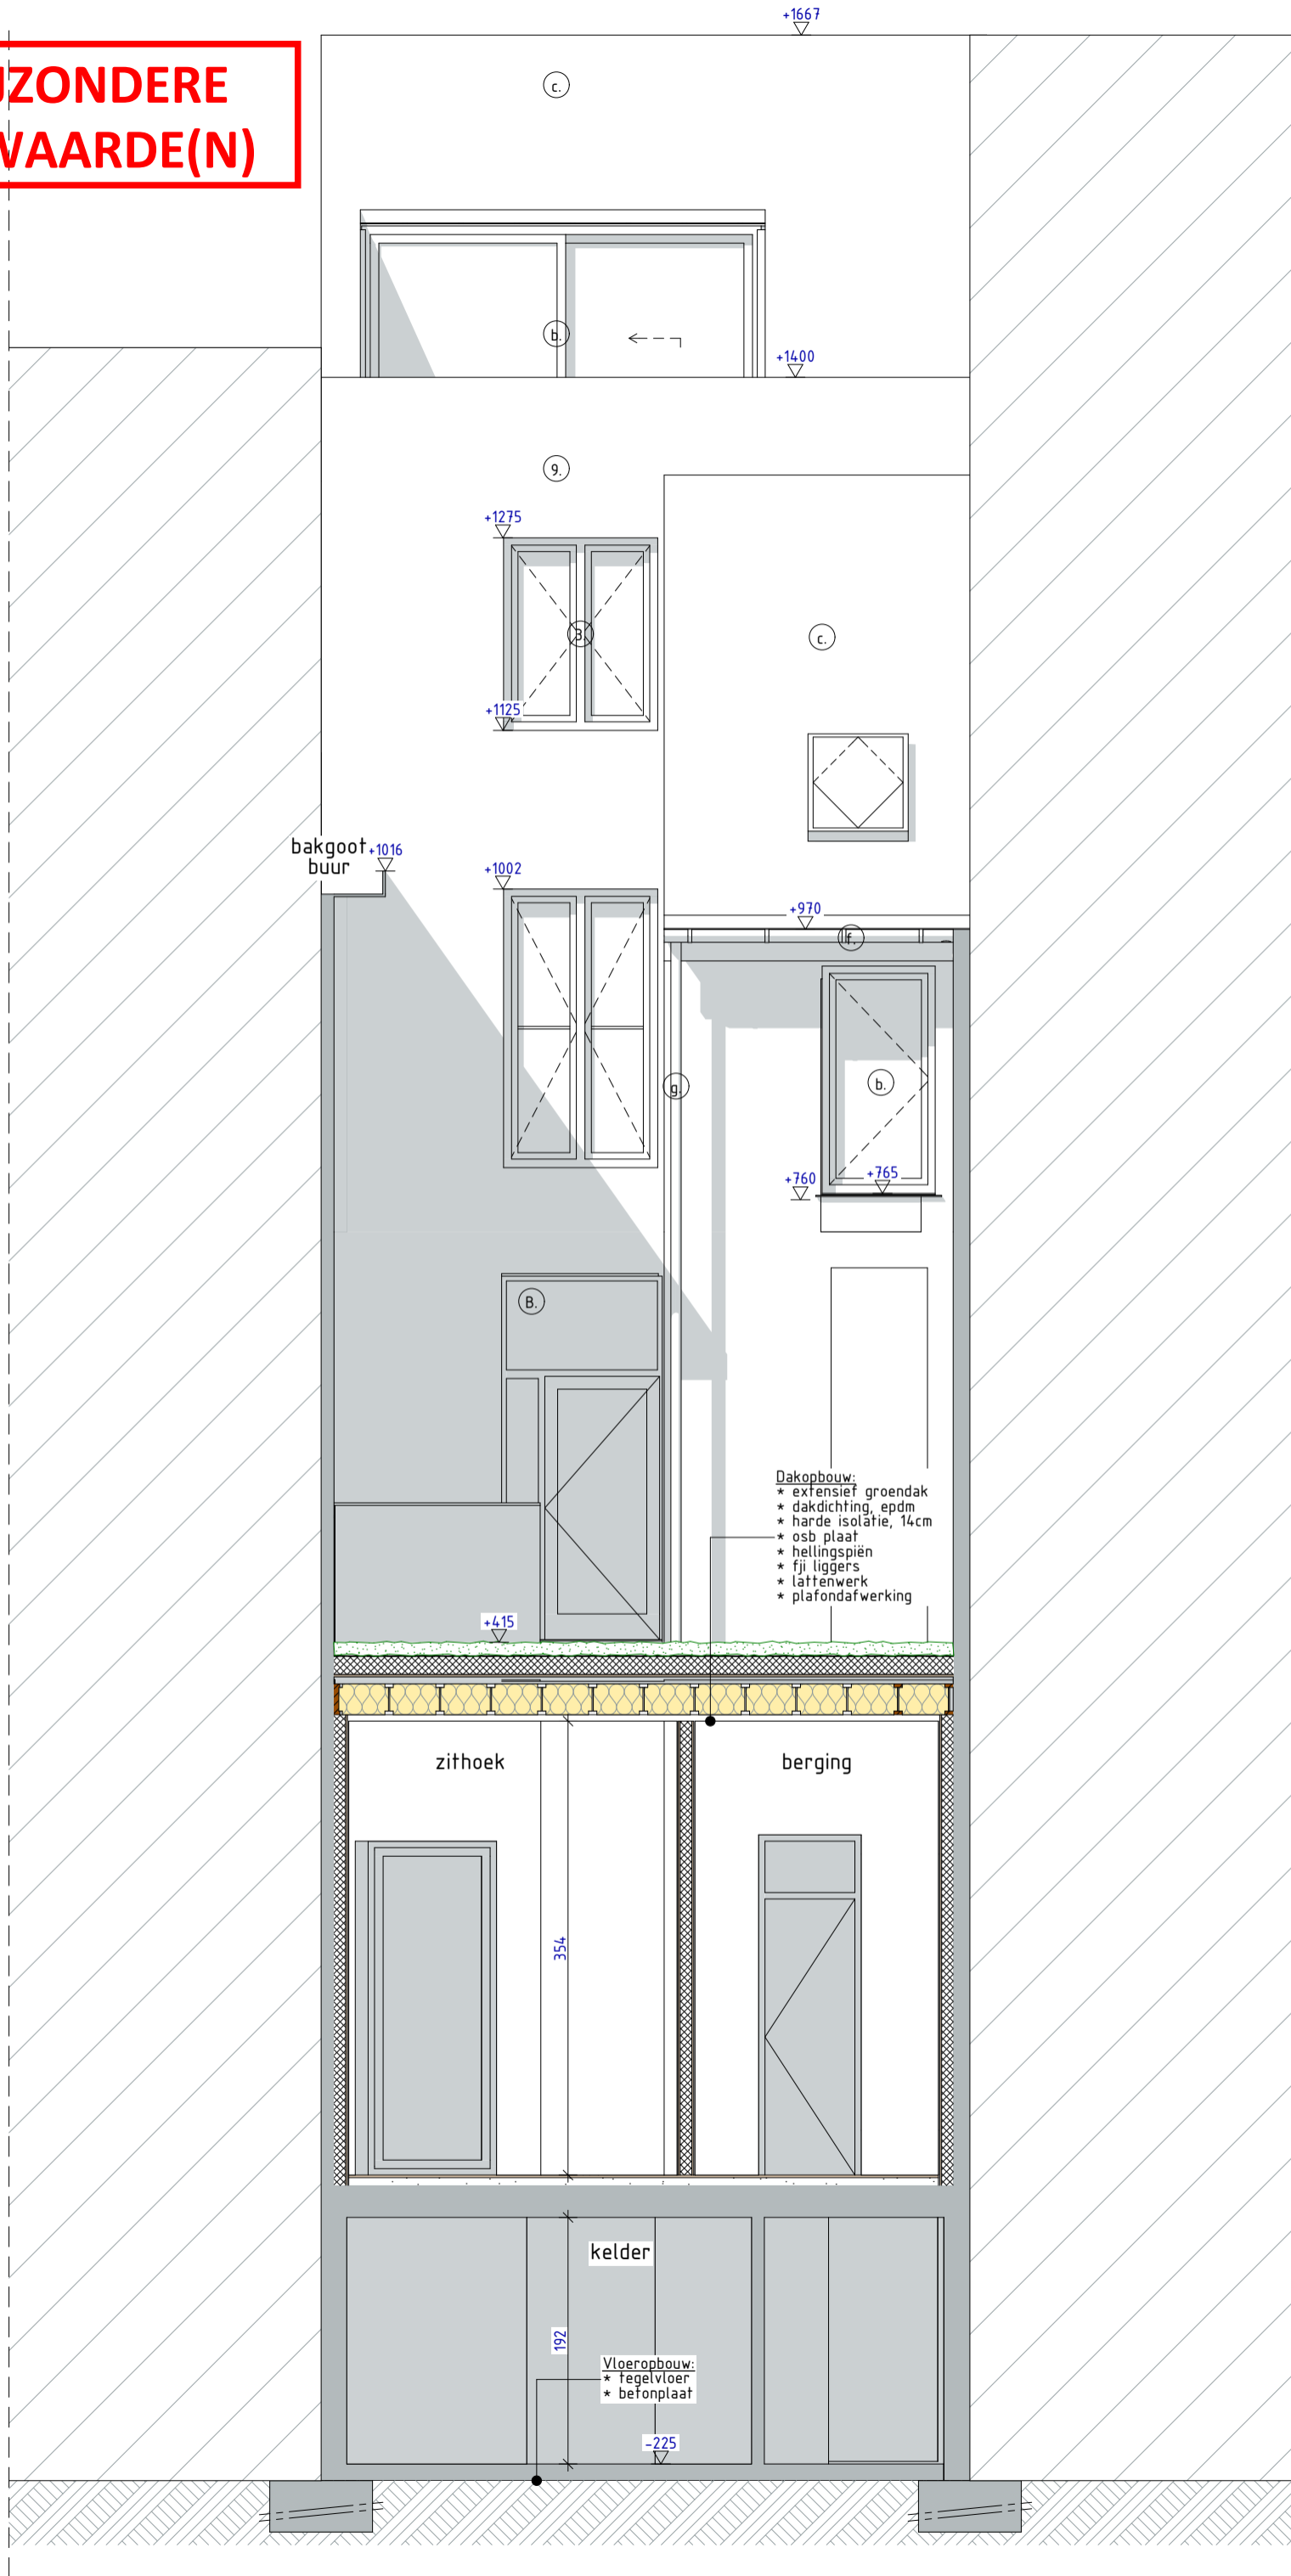 +1667
JZONDERE
WAARDE(N)
c.
b.
+1400
9.
+1275
3.
c.
+1125
bakgoot
buur
+1016
+1002
+970
f.
g.
b.
+760
+765
B.
Dakopbouw:
* extensief groendak
* dakdichting, epdm
* harde isolatie, 14cm
* osb plaat
* hellingspiën
* fji liggers
* lattenwerk
* plafondafwerking
+415
zithoek
berging
354
kelder
192
Vloeropbouw:
* tegelvloer
* betonplaat
-225